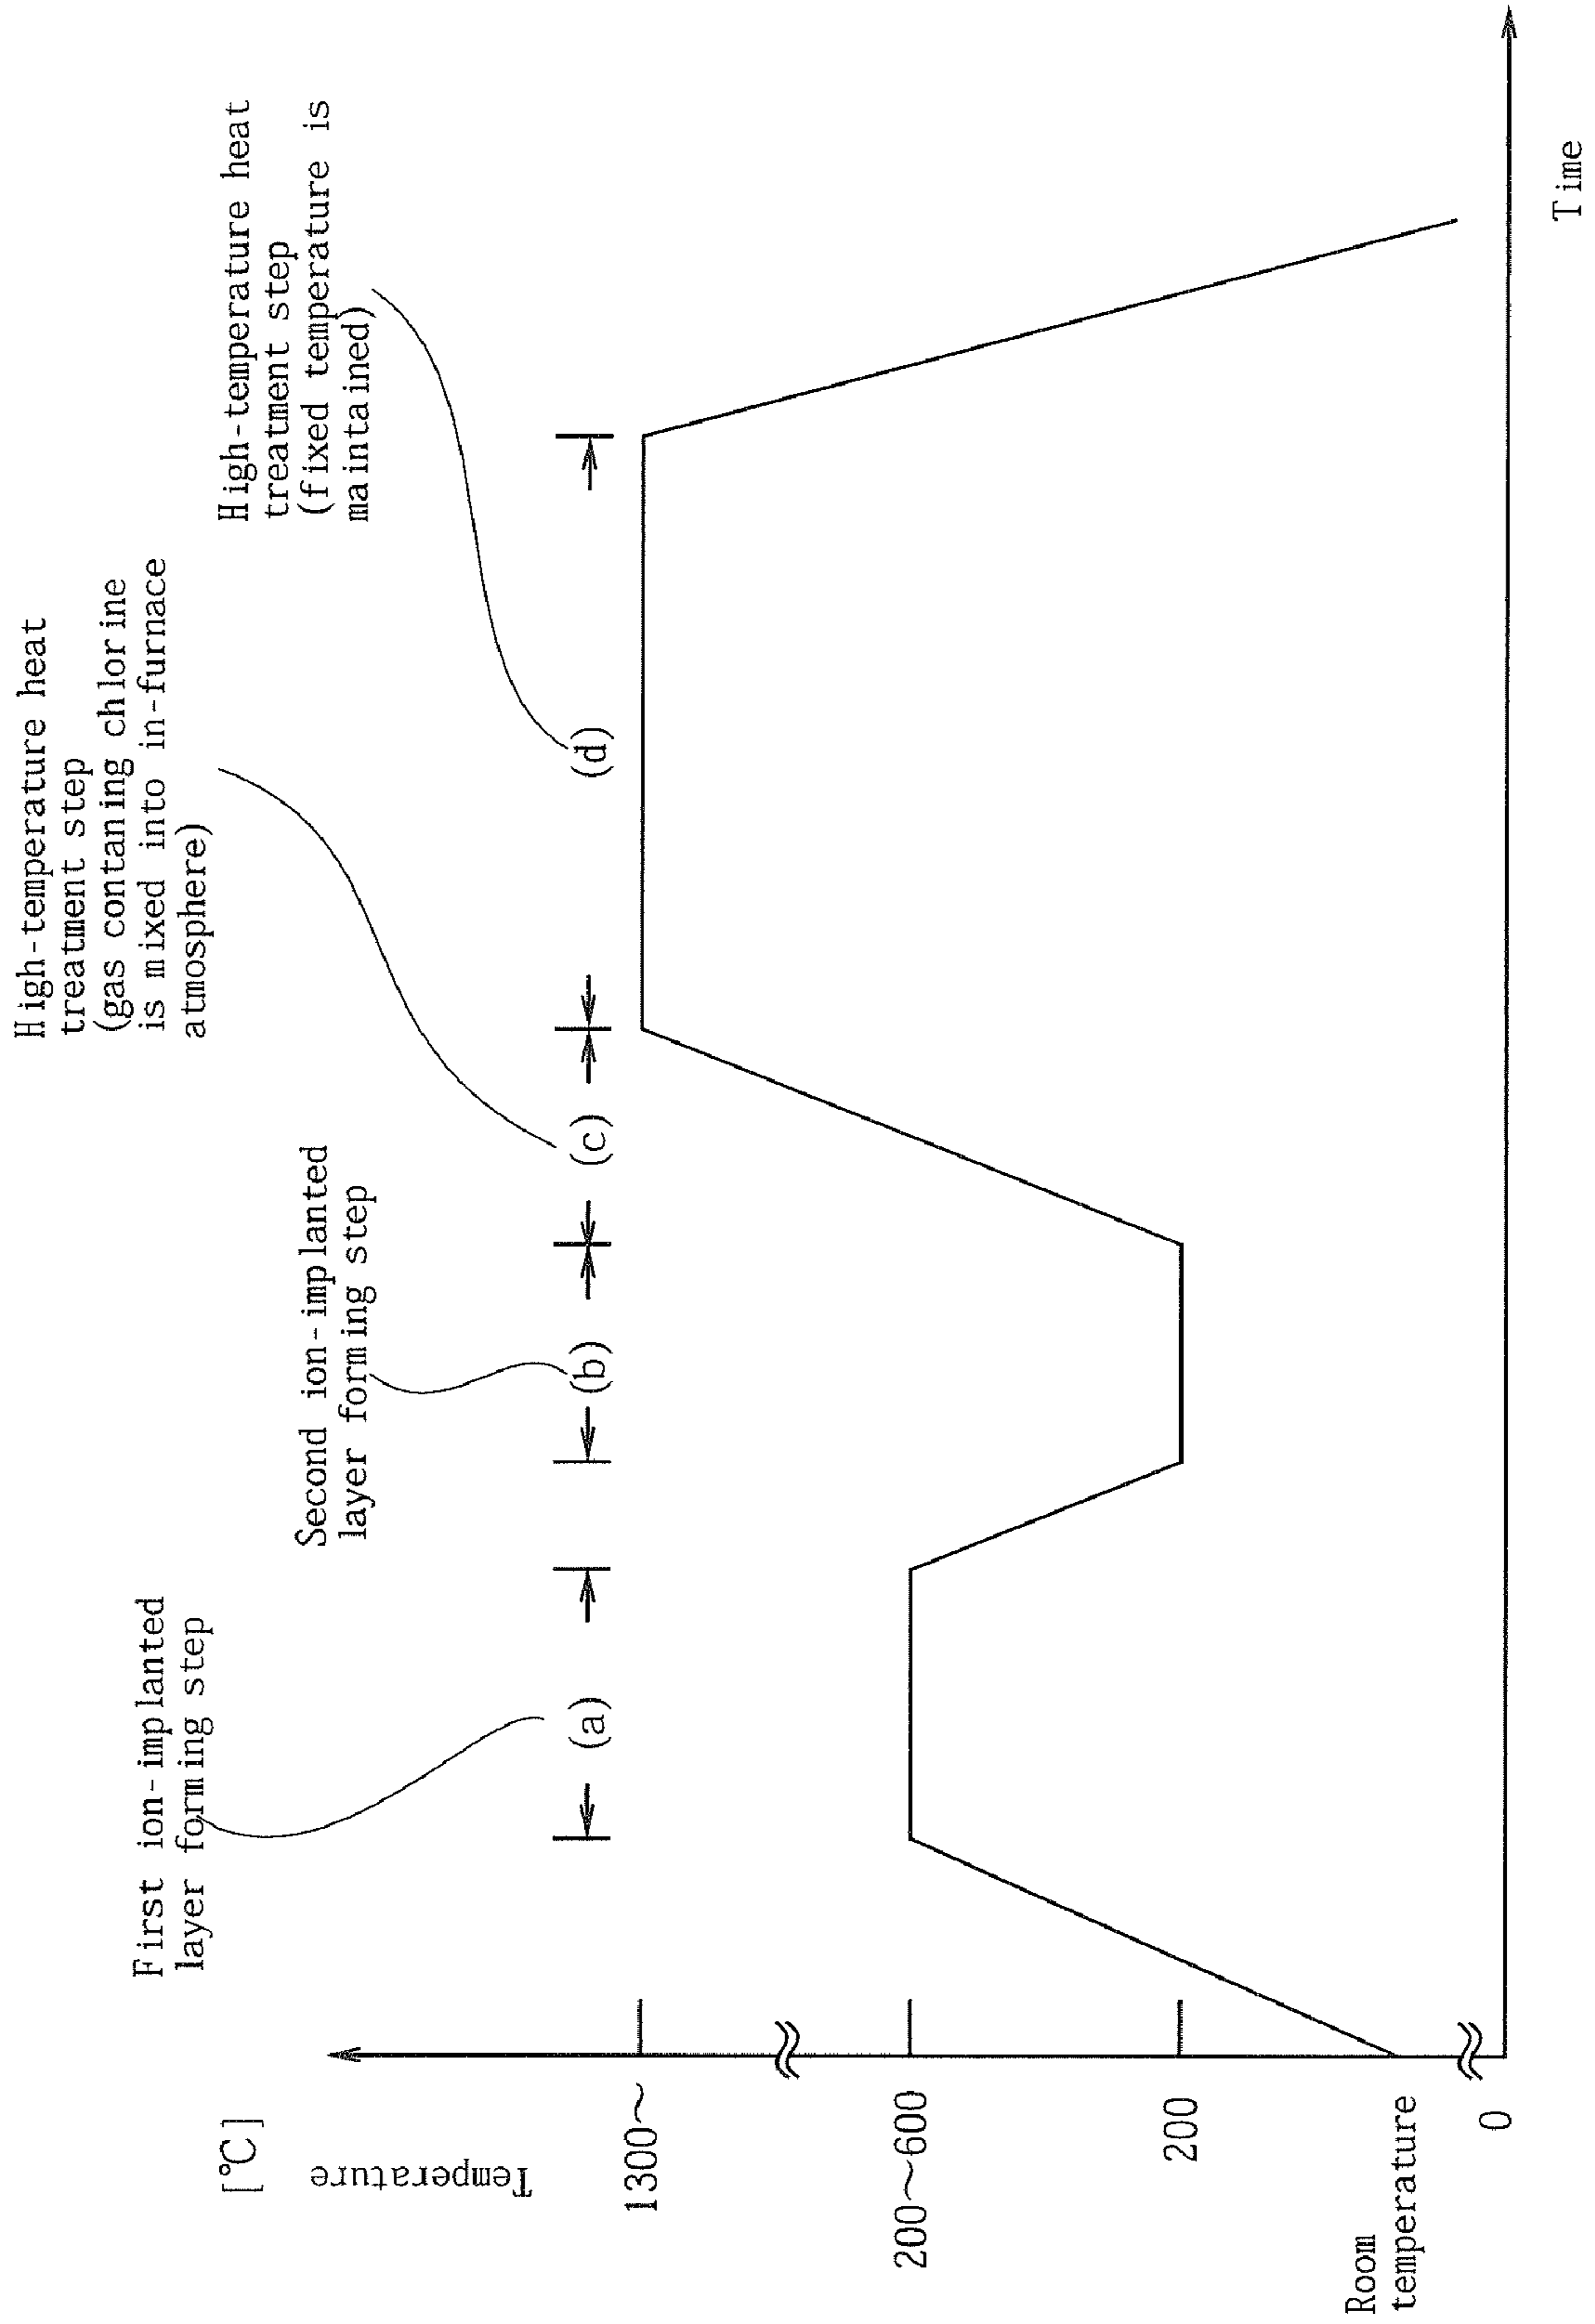 High-temperature heat
treatment step
(gas contaning chlorine
is mixed into in-furnace
atmosphere)
High-temperature heat
treatment step
(fixed temperature is
maintained)
First ion-implanted
layer forming step
Second ion-implanted
layer forming step
(a)
(b)
(c)
(d)
[℃]
Temperature
1300~
200~600
200
Room
temperature
0
Time